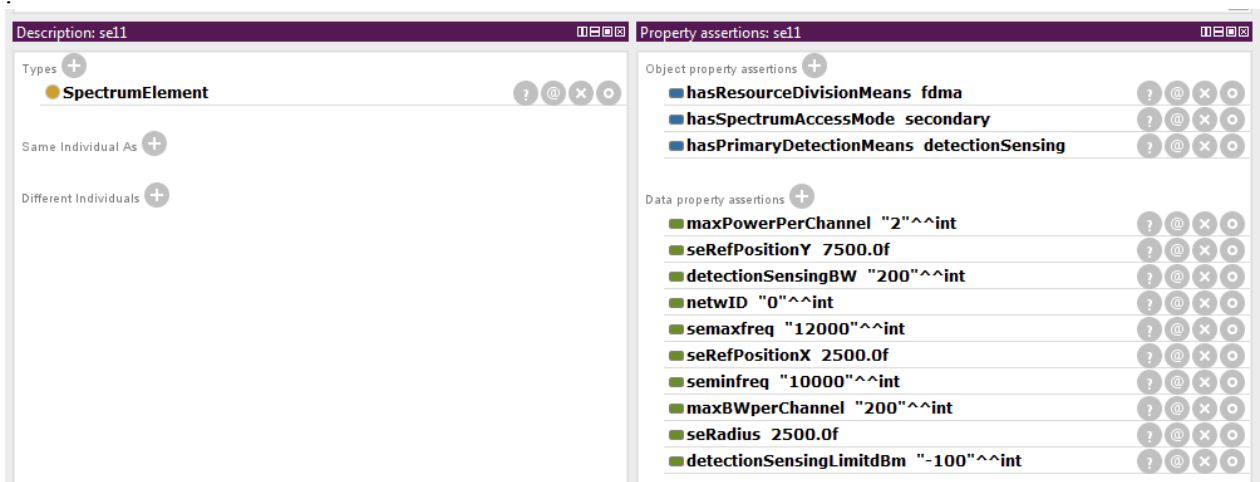 Description: se11
Types
SpectrumElement
Same Individual As
Different Individuals
Property assertions: se11
Object property assertions
hasResourceDivisionMeans fdma
hasSpectrumAccessMode secondary
hasPrimaryDetectionMeans detectionSensing
Data property assertions
maxPowerPerChannel "2"^^int
seRefPositionY 7500.0f
detectionSensingBW "200"^^int
netwID "0"^^int
semaxfreq "12000"^^int
seRefPositionX 2500.0f
seminfreq "10000"^^int
maxBWperChannel "200"^^int
seRadius 2500.0f
detectionSensingLimitdBm "-100"^^int